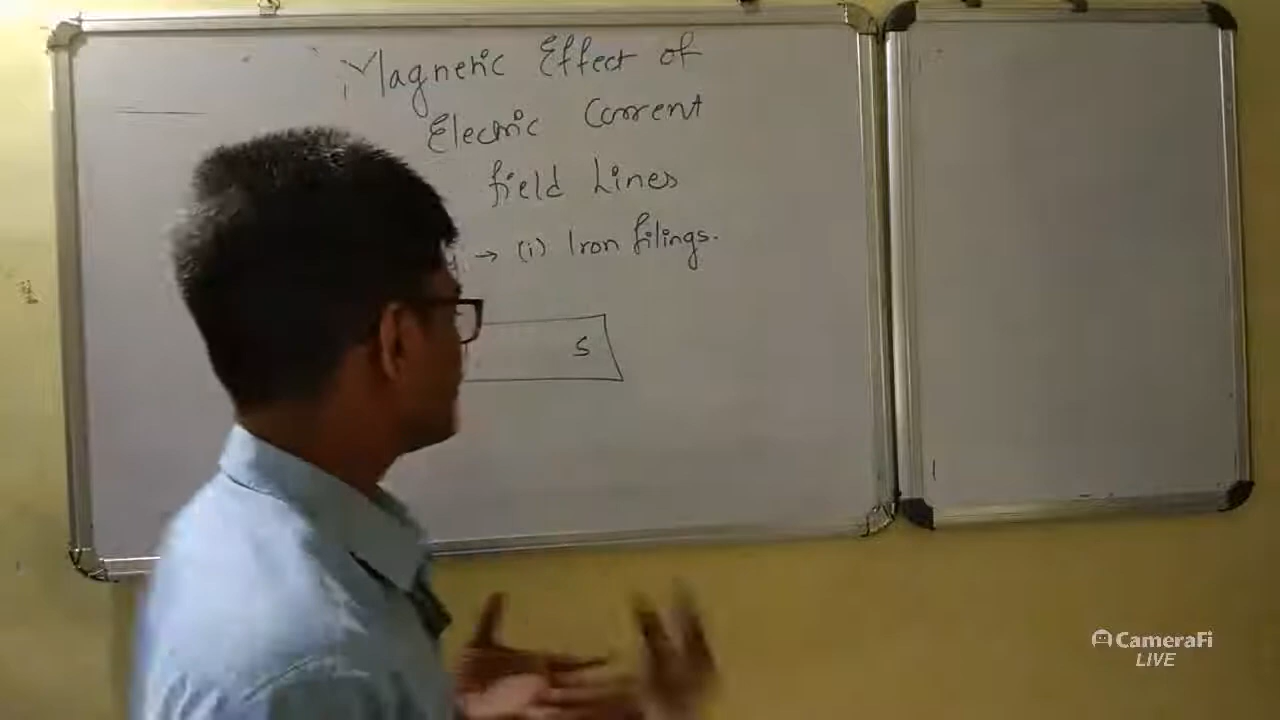 Magnetic Effect of
Electric Current
field Lines
→ (i) Iron filings.
S
CameraFi
LIVE